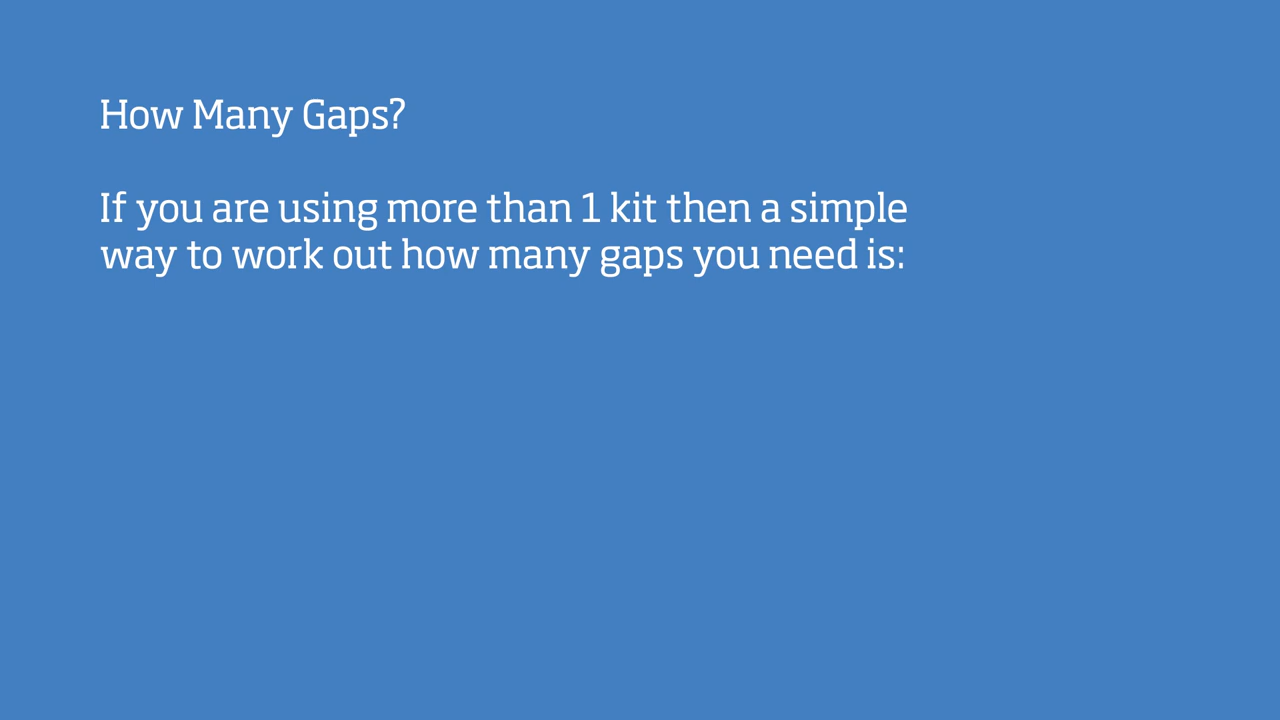 How Many Gaps?
If you are using more than 1 kit then a simple
way to work out how many gaps you need is: